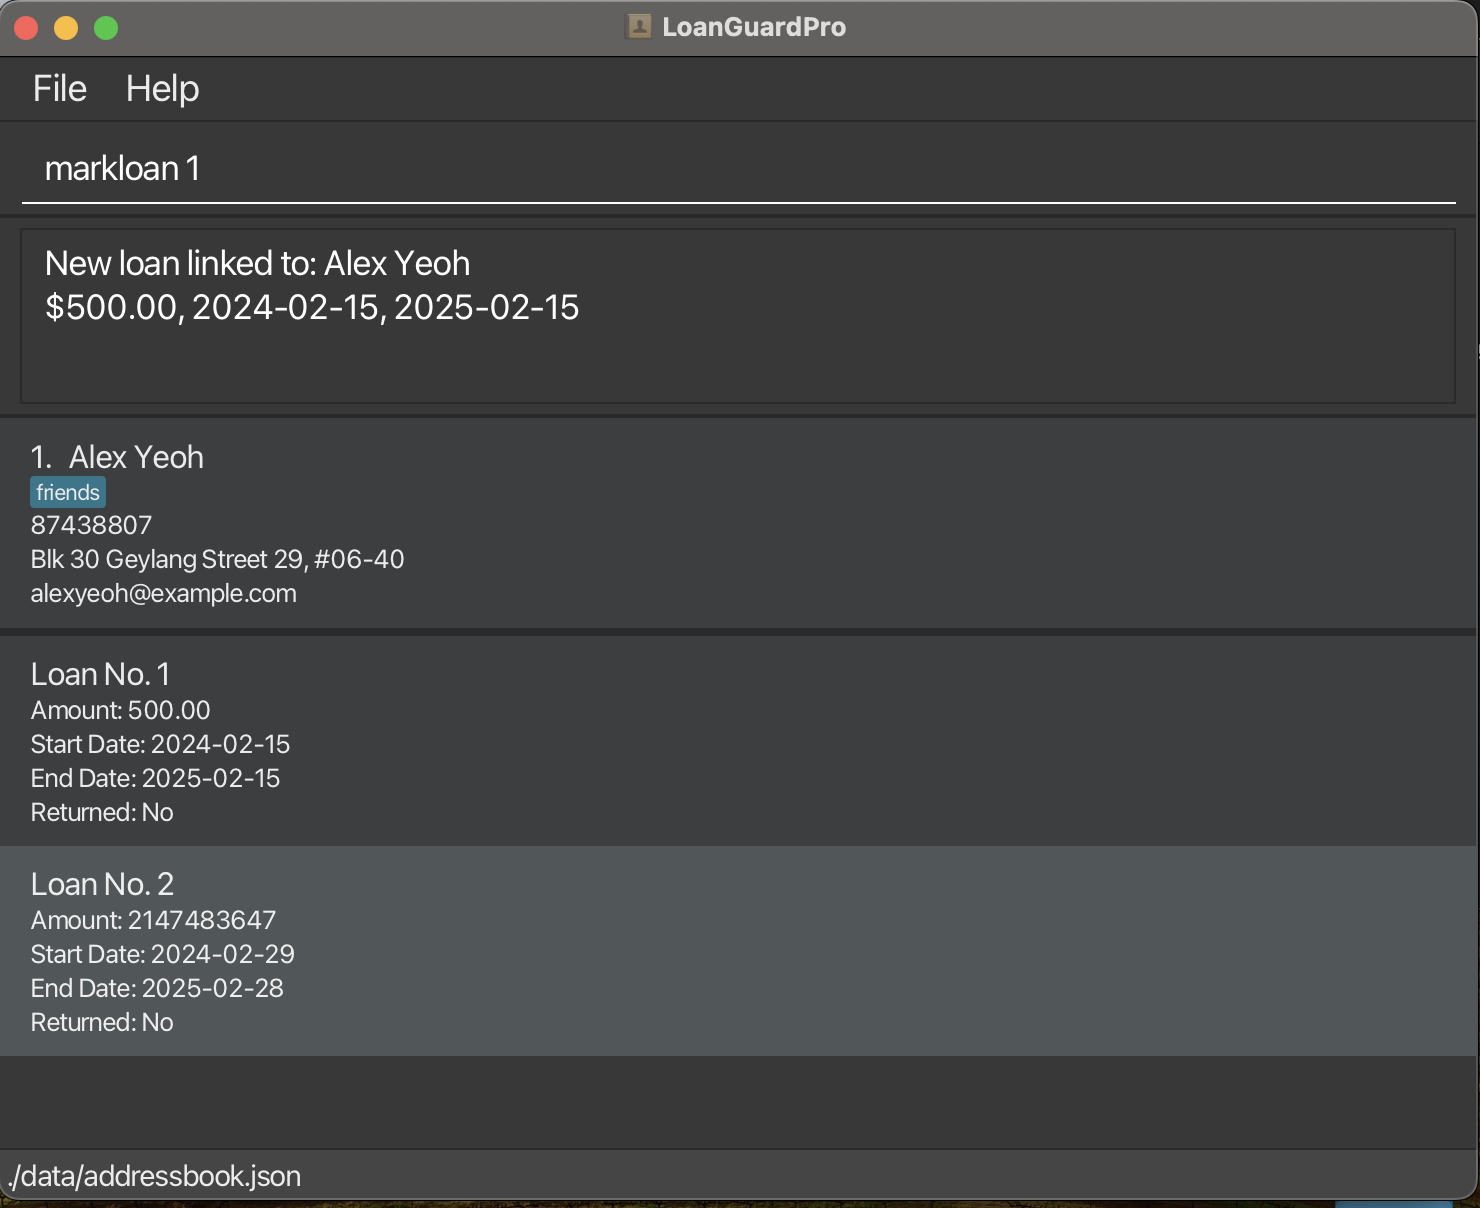 LoanGuardPro
File Help
markloan 1
New loan linked to: Alex Yeoh
$500.00, 2024-02-15, 2025-02-15
1. Alex Yeoh
friends
87438807
Blk 30 Geylang Street 29, #06-40
alexyeoh@example.com
Loan No. 1
Amount: 500.00
Start Date: 2024-02-15
End Date: 2025-02-15
Returned: No
Loan No. 2
Amount: 2147483647
Start Date: 2024-02-29
End Date: 2025-02-28
Returned: No
./data/addressbook.json